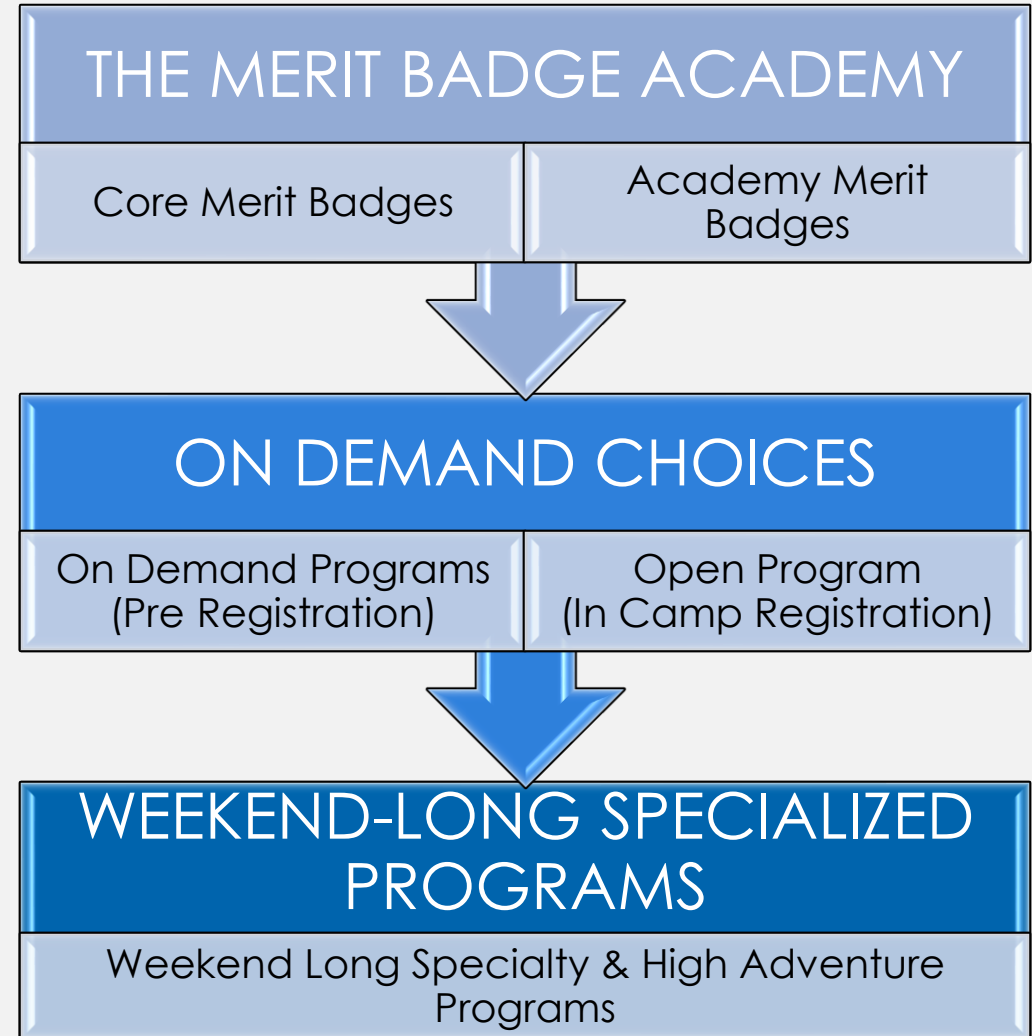 THE MERIT BADGE ACADEMY
Core Merit Badges
Academy Merit
Badges
ON DEMAND CHOICES
On Demand Programs
(Pre Registration)
Open Program
(In Camp Registration)
WEEKEND-LONG SPECIALIZED
PROGRAMS
Weekend Long Specialty & High Adventure
Programs